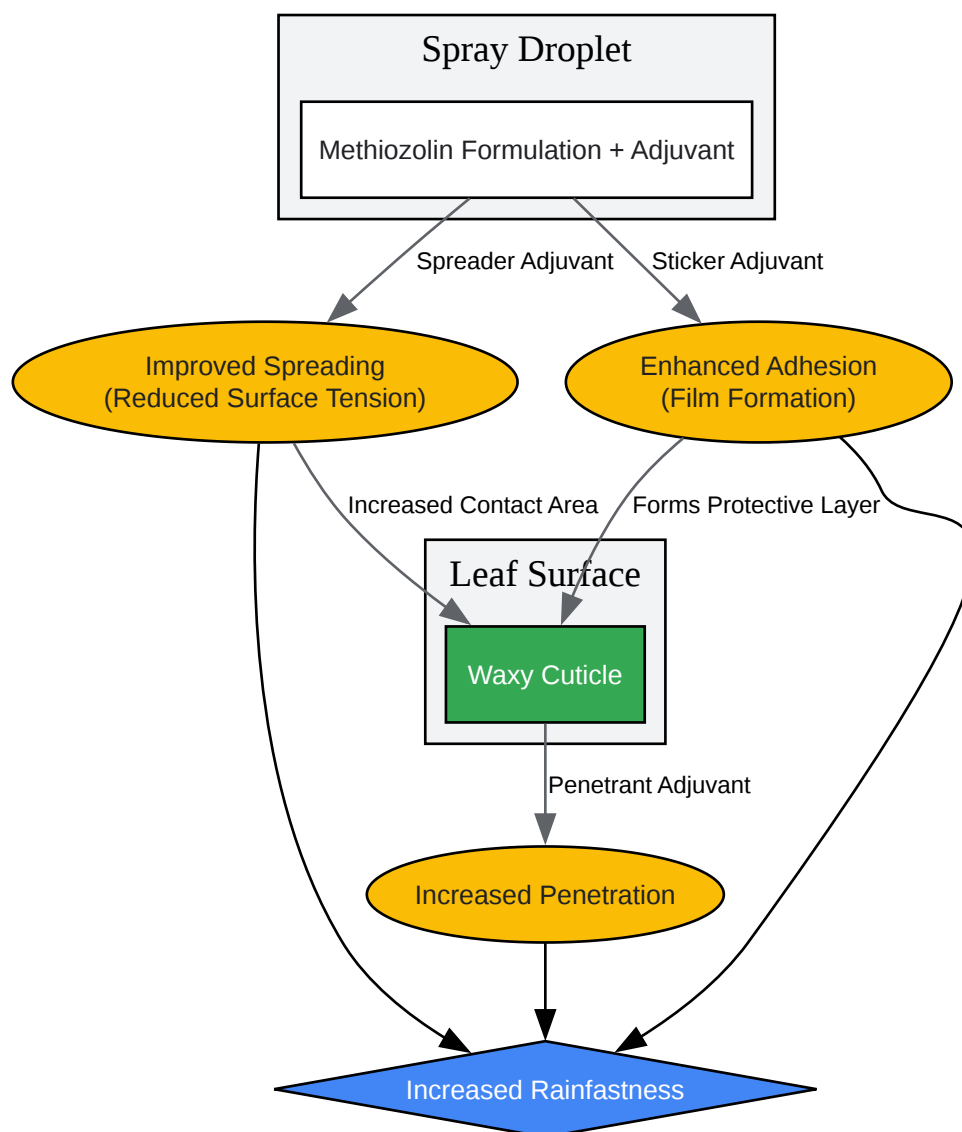 Spray Droplet
Methiozolin Formulation + Adjuvant
Spreader Adjuvant
Sticker Adjuvant
Improved Spreading
(Reduced Surface Tension)
Enhanced Adhesion
(Film Formation)
Increased Contact Area
Forms Protective Layer
Leaf Surface
Waxy Cuticle
Penetrant Adjuvant
Increased Penetration
Increased Rainfastness